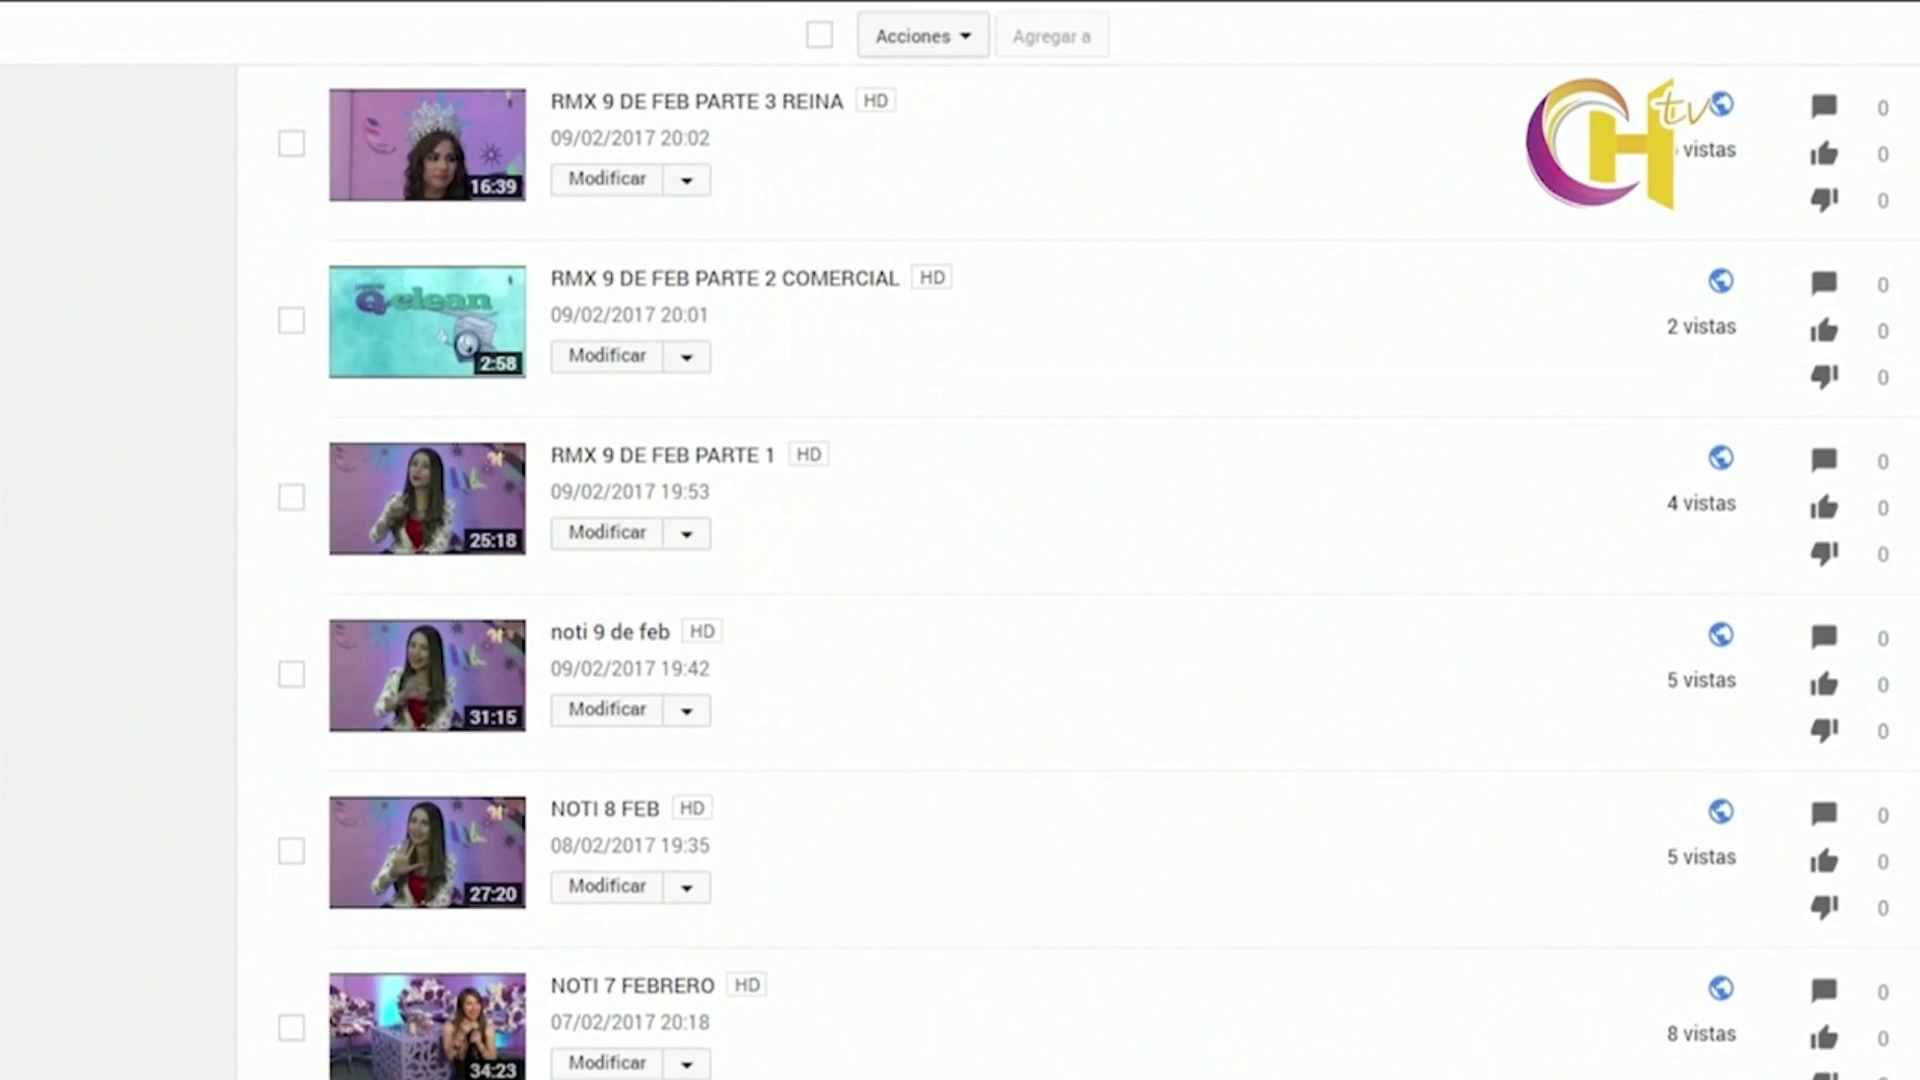 Acciones
Agregar a
RMX 9 DE FEB PARTE 3 REINA HD
CH tv
0
09/02/2017 20:02
vistas
0
16:39
Modificar
0
RMX 9 DE FEB PARTE 2 COMERCIAL HD
0
Q-clean
09/02/2017 20:01
2 vistas
0
2:58
Modificar
0
RMX 9 DE FEB PARTE 1 HD
0
09/02/2017 19:53
4 vistas
0
25:18
Modificar
0
noti 9 de feb HD
0
09/02/2017 19:42
5 vistas
0
31:15
Modificar
0
NOTI 8 FEB HD
0
08/02/2017 19:35
5 vistas
0
27:20
Modificar
0
NOTI 7 FEBRERO HD
0
07/02/2017 20:18
8 vistas
0
34:23
Modificar